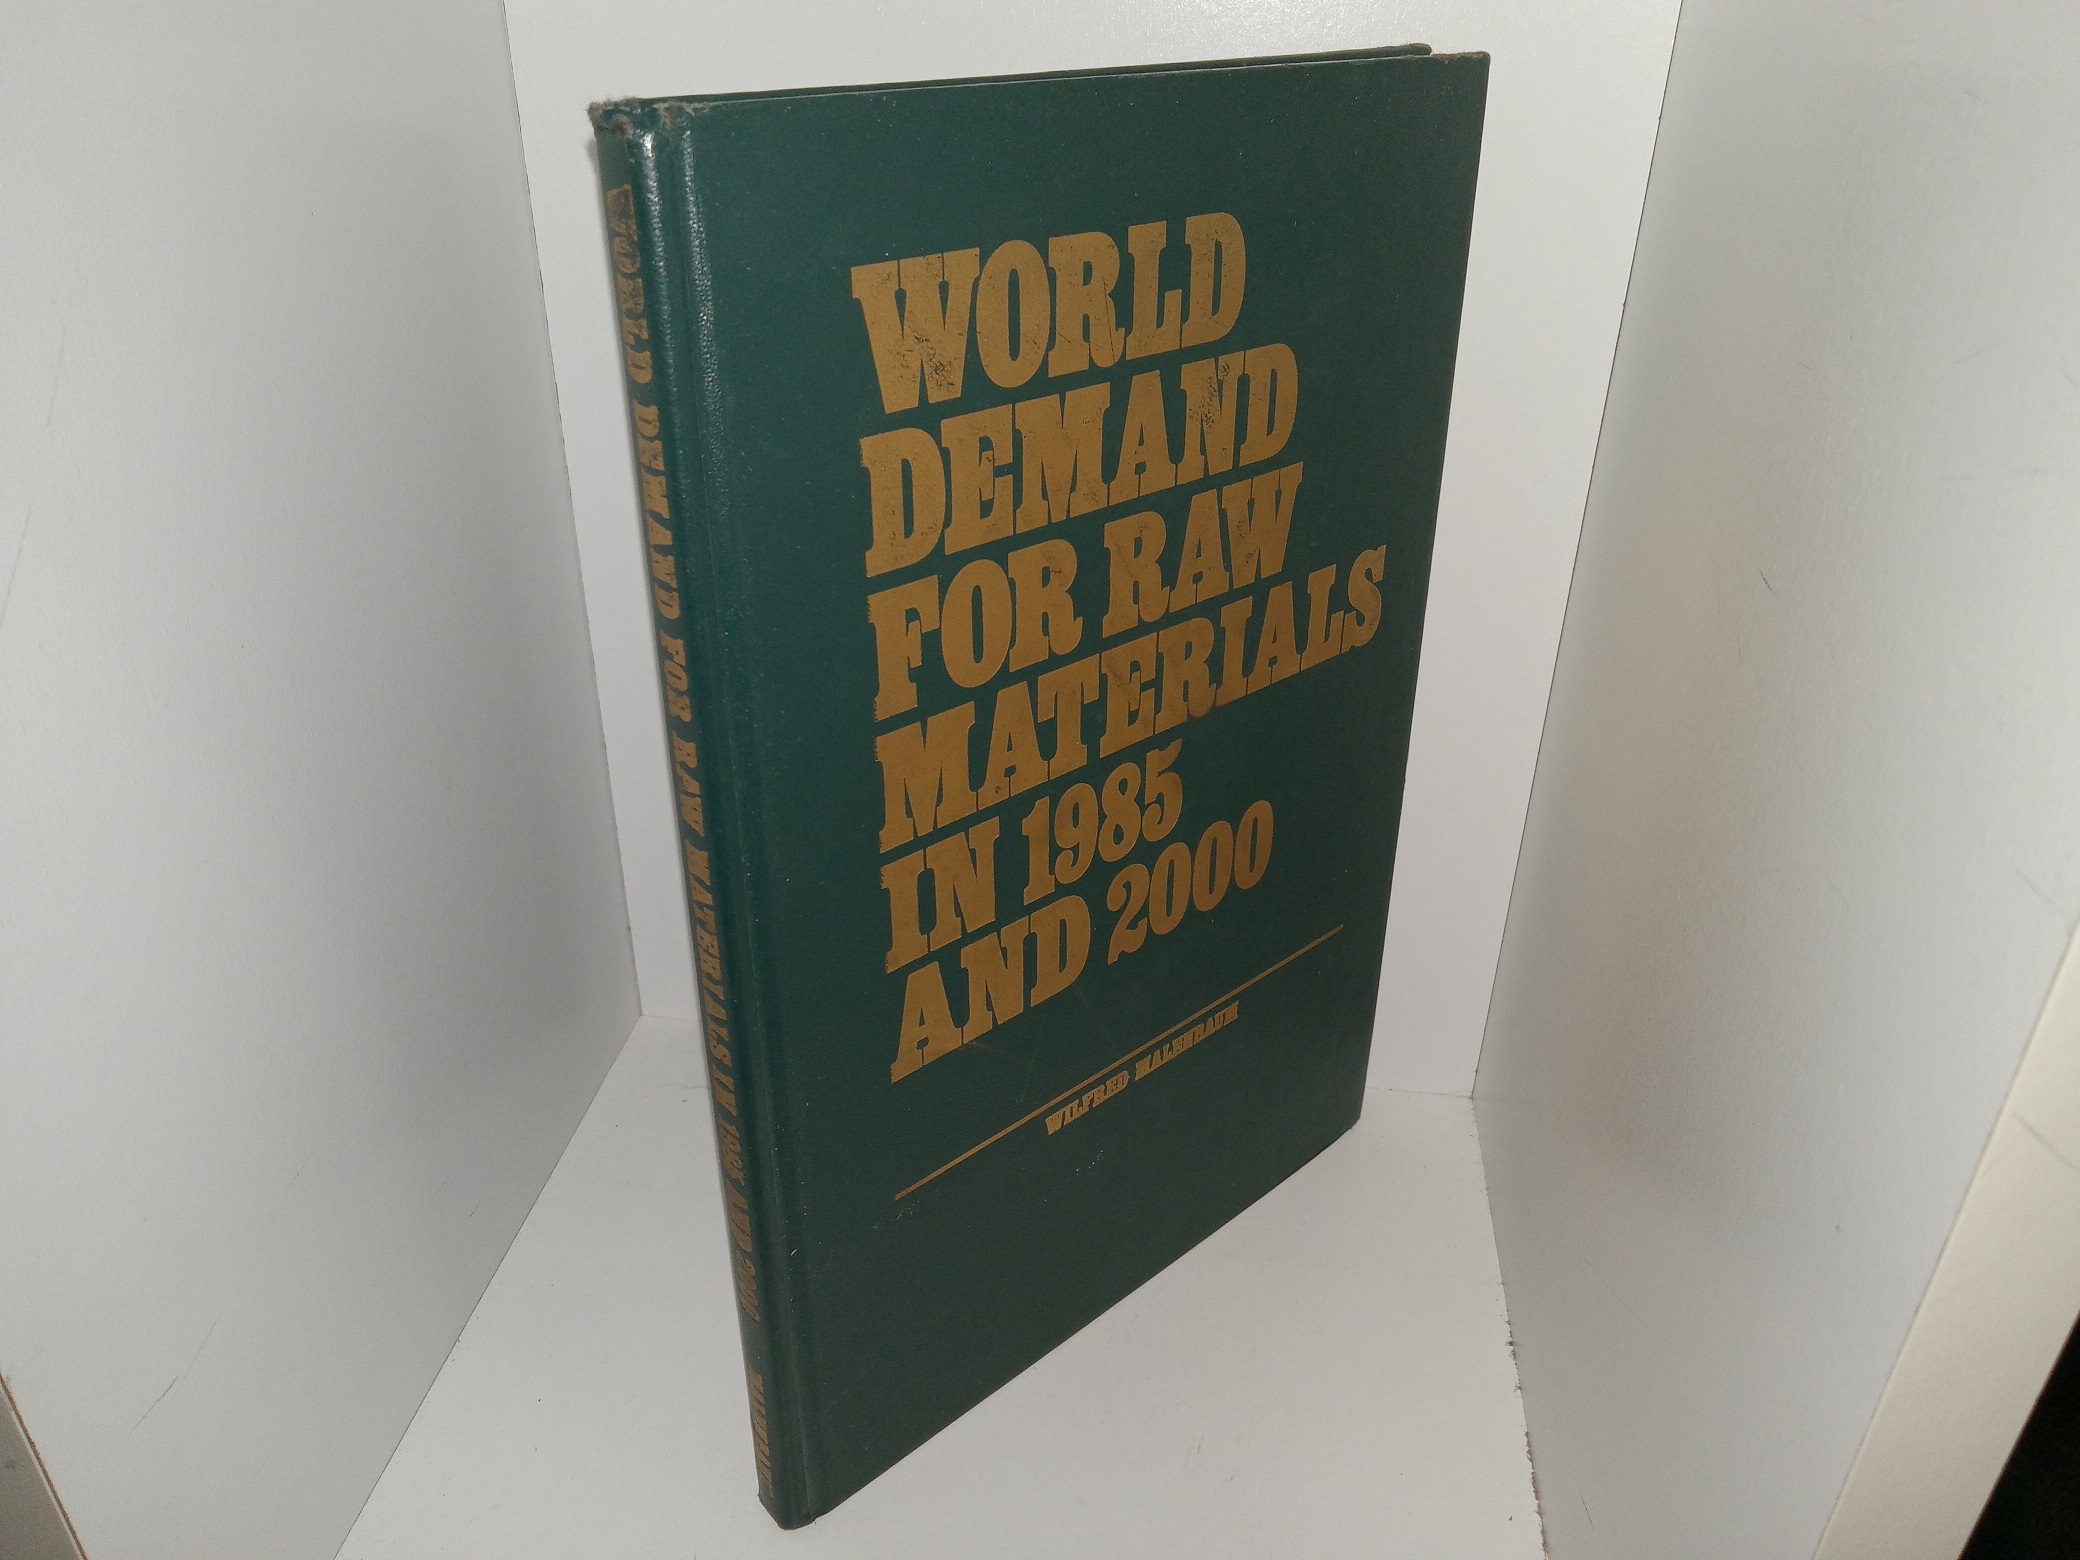 WORLD DEMAND FOR RAW MATERIALS IN 1985 AND 2000
WORLD
DEMAND
FOR RAW
MATERIALS
IN 1985
AND 2000
WILFRED MALENBAUM